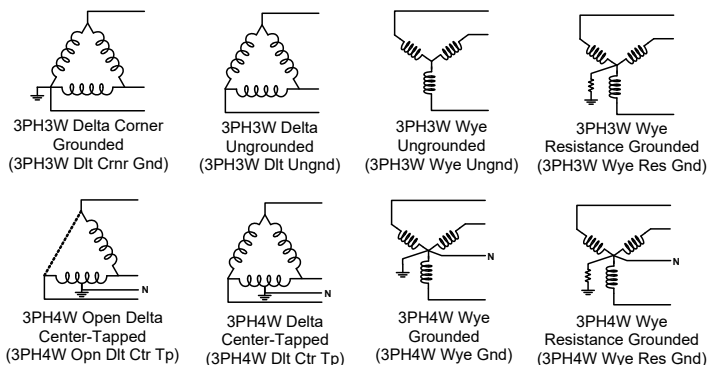 3PH3W Delta Corner
Grounded
(3PH3W Dlt Crnr Gnd)
3PH3W Delta
Ungrounded
(3PH3W Dlt Ungnd)
3PH3W Wye
Ungrounded
(3PH3W Wye Ungnd)
3PH3W Wye
Resistance Grounded
(3PH3W Wye Res Gnd)
N
3PH4W Open Delta
Center-Tapped
(3PH4W Opn Dlt Ctr Tp)
N
3PH4W Delta
Center-Tapped
(3PH4W Dlt Ctr Tp)
N
3PH4W Wye
Grounded
(3PH4W Wye Gnd)
N
3PH4W Wye
Resistance Grounded
(3PH4W Wye Res Gnd)